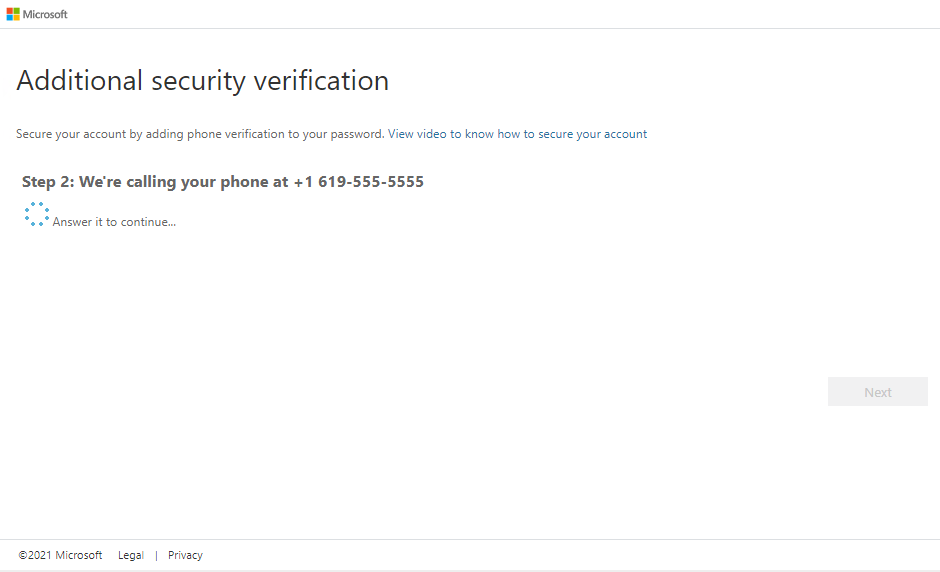 Microsoft
Additional security verification
Secure your account by adding phone verification to your password. View video to know how to secure your account
Step 2: We're calling your phone at +1 619-555-5555
Answer it to continue...
Next
©2021 Microsoft Legal | Privacy